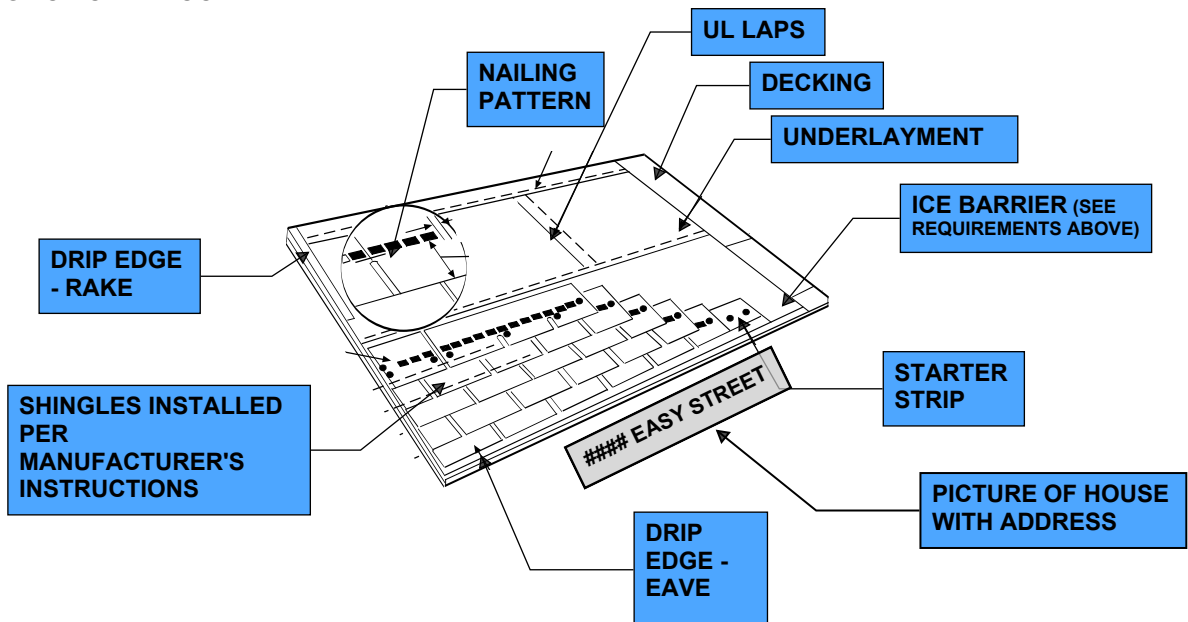 UL LAPS
NAILING
PATTERN
DECKING
UNDERLAYMENT
ICE BARRIER (SEE
REQUIREMENTS ABOVE)
DRIP EDGE
- RAKE
STARTER
STRIP
#### EASY STREET
SHINGLES INSTALLED
PER
MANUFACTURER'S
INSTRUCTIONS
PICTURE OF HOUSE
WITH ADDRESS
DRIP
EDGE -
EAVE